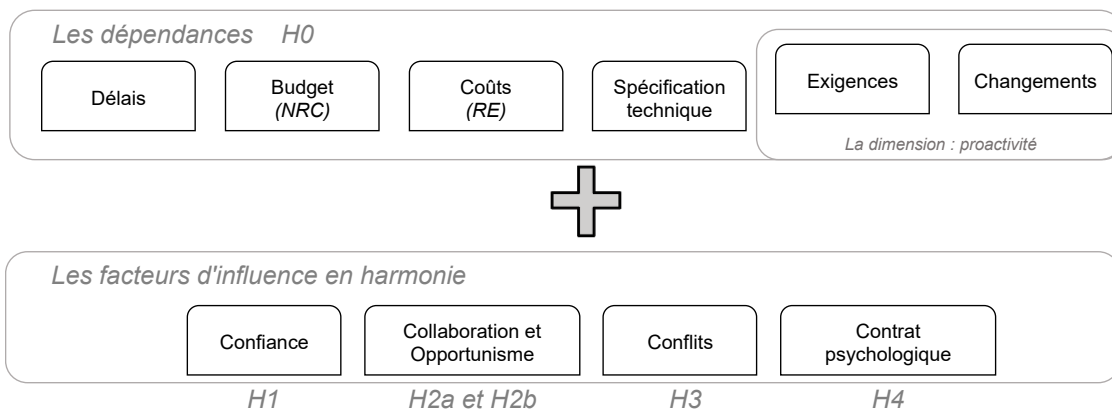 Les dépendances H0
Délais
Budget
(NRC)
Coûts
(RE)
Spécification
technique
Exigences
Changements
La dimension : proactivité
Les facteurs d'influence en harmonie
Confiance
Collaboration et
Opportunisme
Conflits
Contrat
psychologique
H1
H2a et H2b
H3
H4